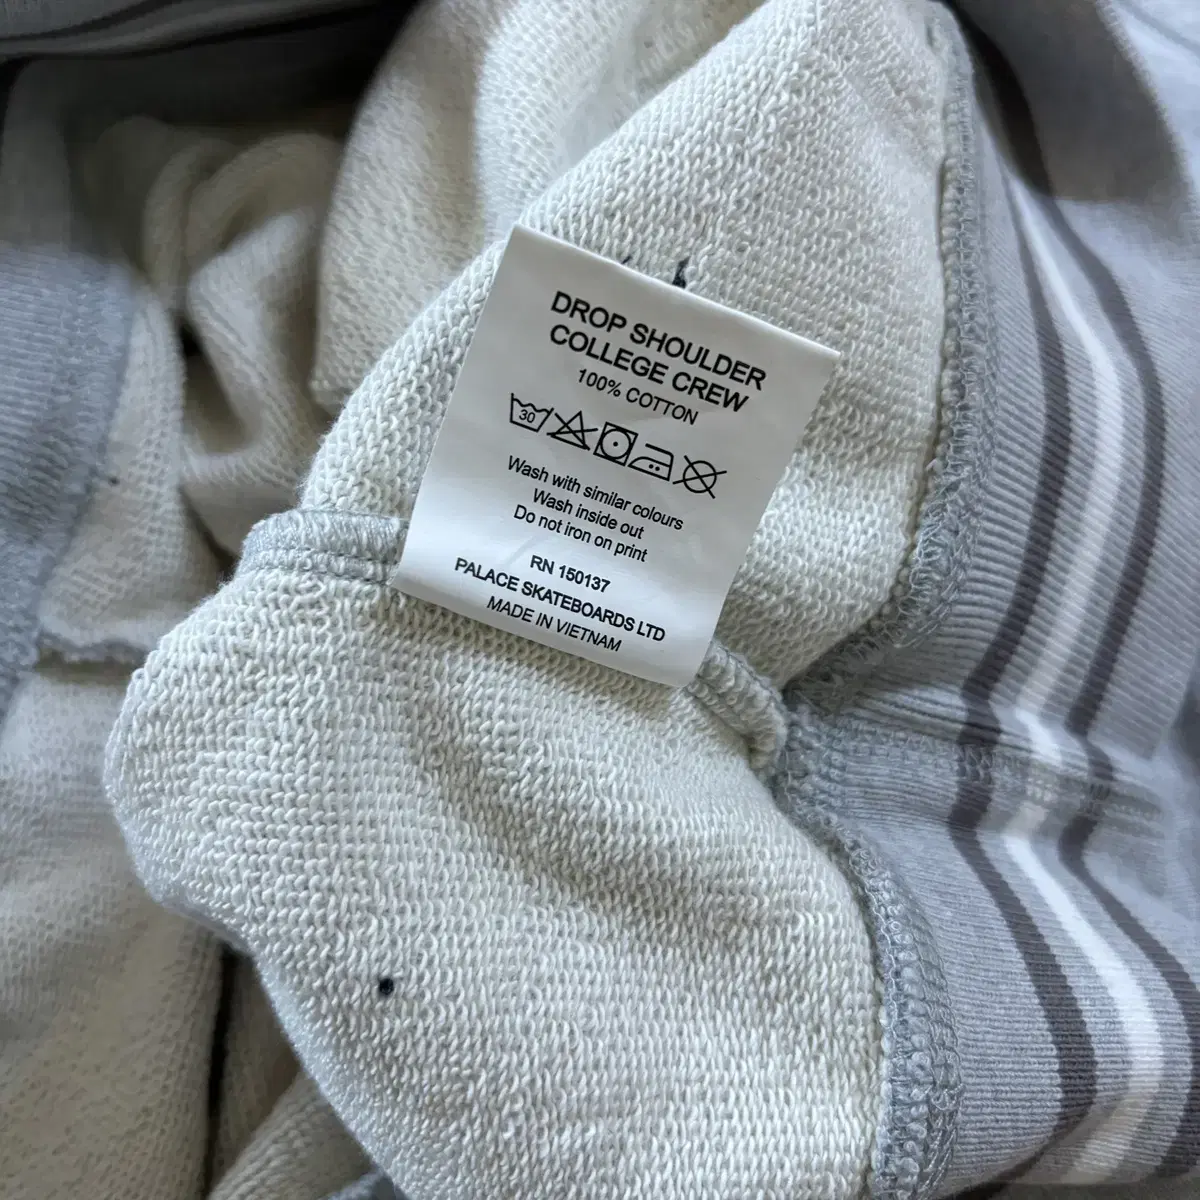 DROP SHOULDER
COLLEGE CREW
100% COTTON
30
Wash with similar colours
Wash inside out
Do not iron on print
RN 150137
PALACE SKATEBOARDS LTD
MADE IN VIETNAM